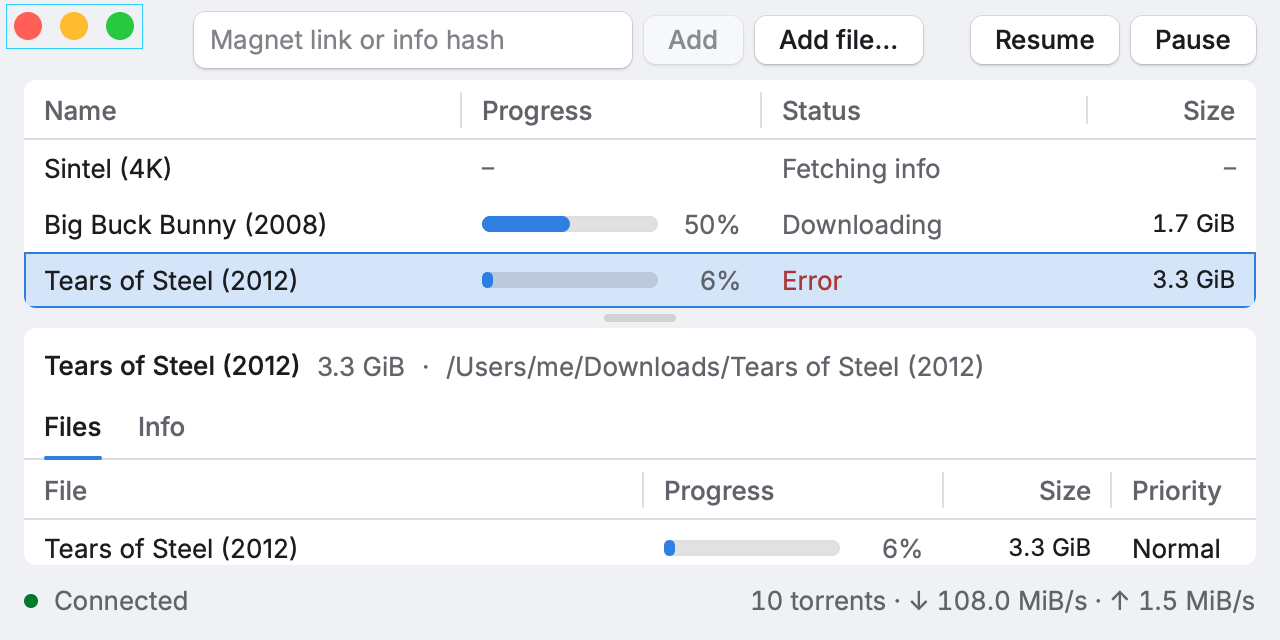 Magnet link or info hash Add Add file... Resume Pause
Name Progress Status Size
Sintel (4K) – Fetching info –
Big Buck Bunny (2008) 50% Downloading 1.7 GiB
Tears of Steel (2012) 6% Error 3.3 GiB
Tears of Steel (2012) 3.3 GiB · /Users/me/Downloads/Tears of Steel (2012)
Files Info
File Progress Size Priority
Tears of Steel (2012) 6% 3.3 GiB Normal
Connected 10 torrents · ↓ 108.0 MiB/s · ↑ 1.5 MiB/s